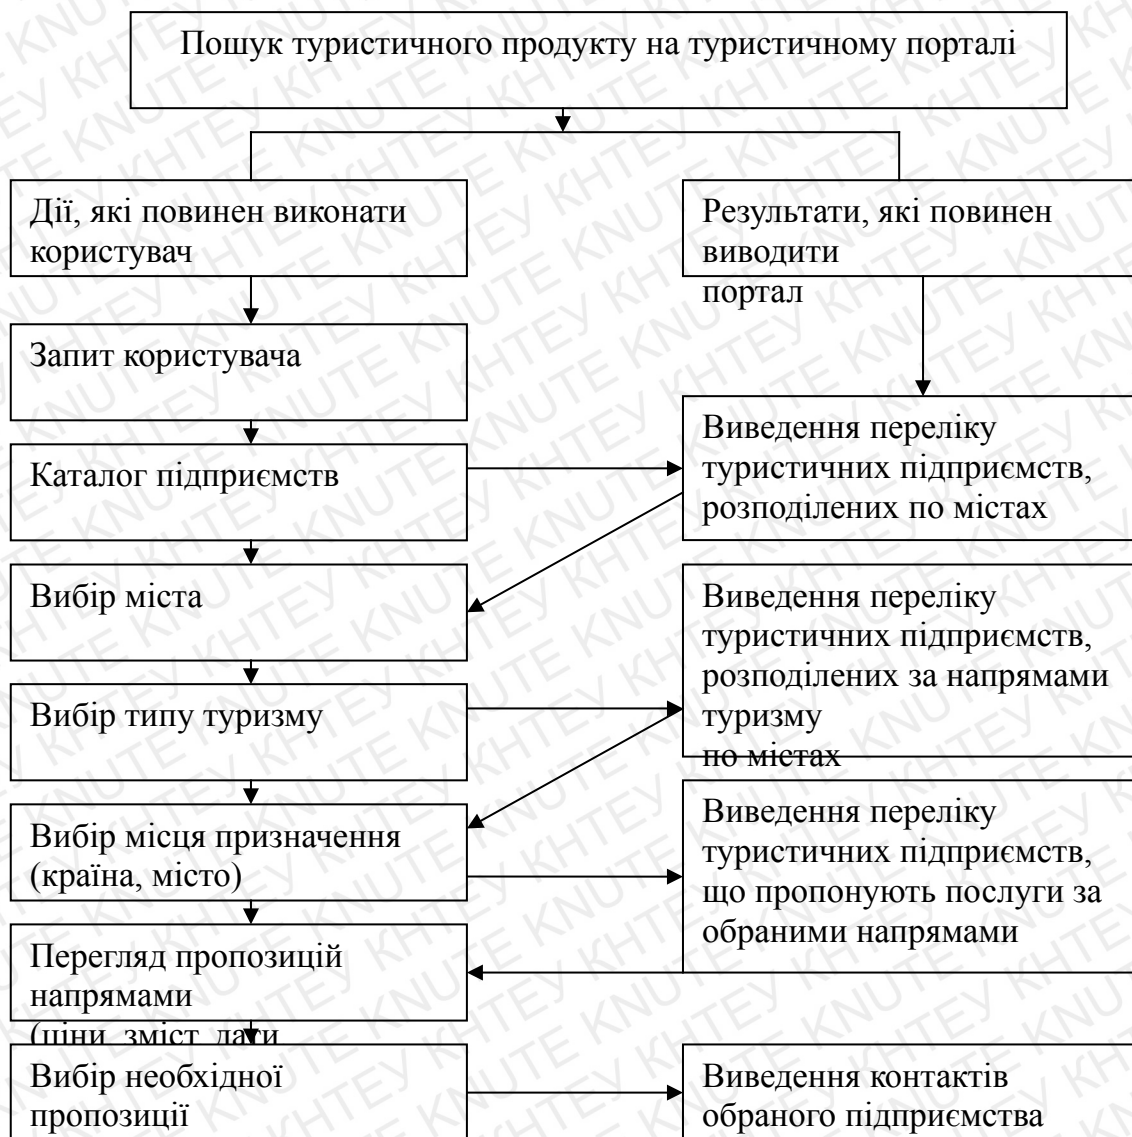 Пошук туристичного продукту на туристичному порталі
Дії, які повинен виконати
користувач
Результати, які повинен
виводити
портал
Запит користувача
Каталог підприємств
Виведення переліку
туристичних підприємств,
розподілених по містах
Вибір міста
Виведення переліку
туристичних підприємств,
розподілених за напрямами
туризму
по містах
Вибір типу туризму
Вибір місця призначення
(країна, місто)
Виведення переліку
туристичних підприємств,
що пропонують послуги за
обраними напрямами
Перегляд пропозицій
напрямами
(ціни, зміст, дати
Вибір необхідної
пропозиції
Виведення контактів
обраного підприємства